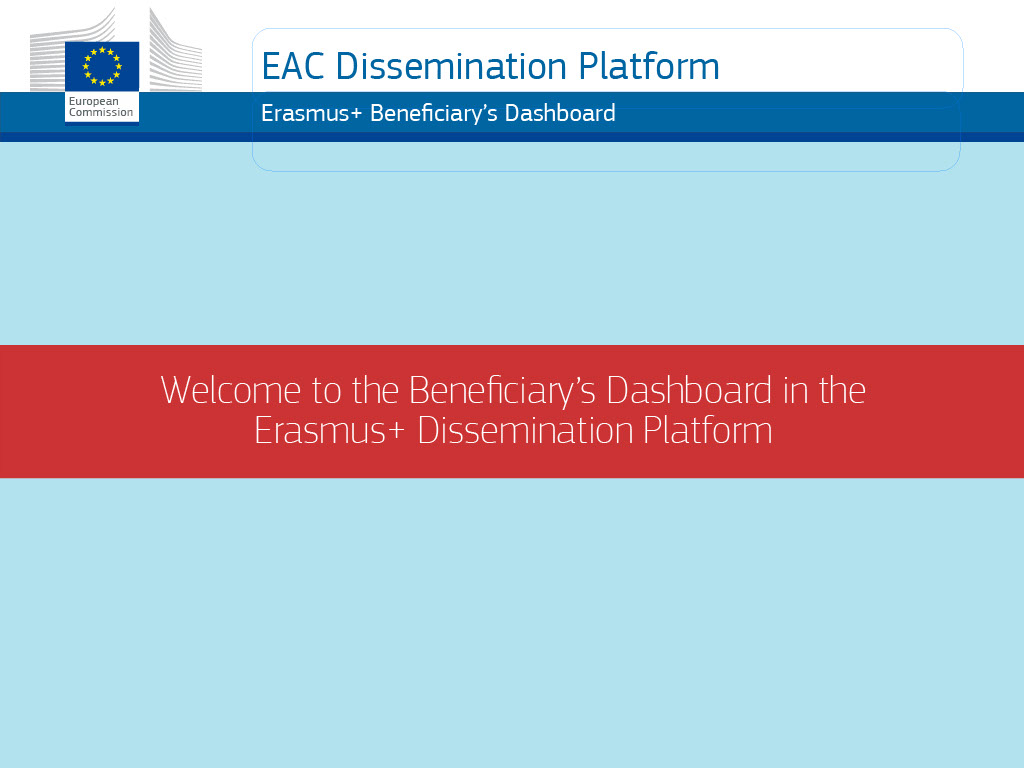 EAC Dissemination Platform
European
Commission
Erasmus+ Beneficiary’s Dashboard
Welcome to the Beneficiary’s Dashboard in the
Erasmus+ Dissemination Platform